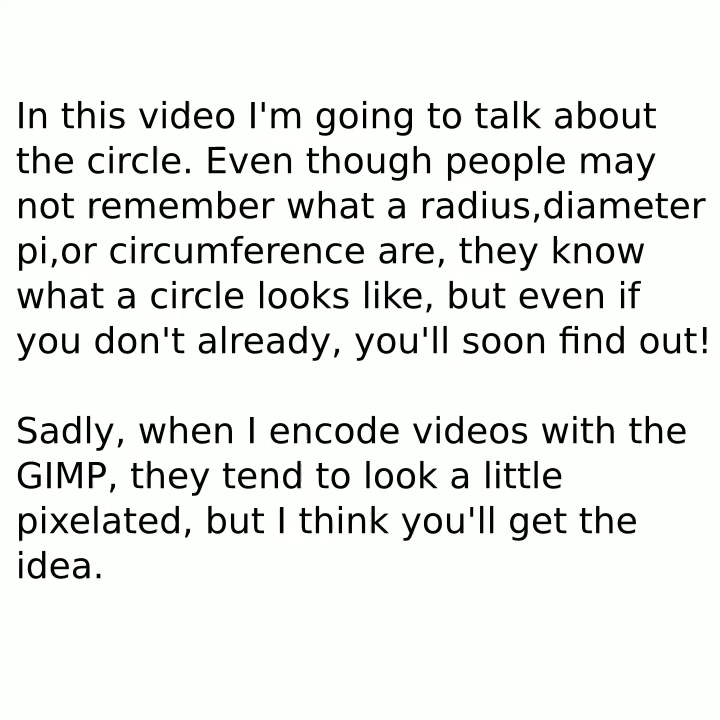 In this video I'm going to talk about
the circle. Even though people may
not remember what a radius,diameter
pi,or circumference are, they know
what a circle looks like, but even if
you don't already, you'll soon find out!
Sadly, when I encode videos with the
GIMP, they tend to look a little
pixelated, but I think you'll get the
idea.